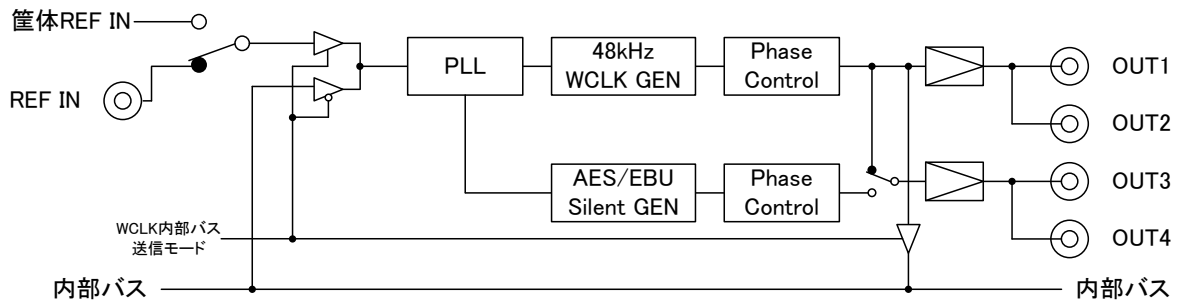 筐体REF IN
REF IN
PLL
48kHz
WCLK GEN
Phase
Control
OUT1
OUT2
AES/EBU
Silent GEN
Phase
Control
OUT3
OUT4
WCLK内部バス
送信モード
内部バス
内部バス